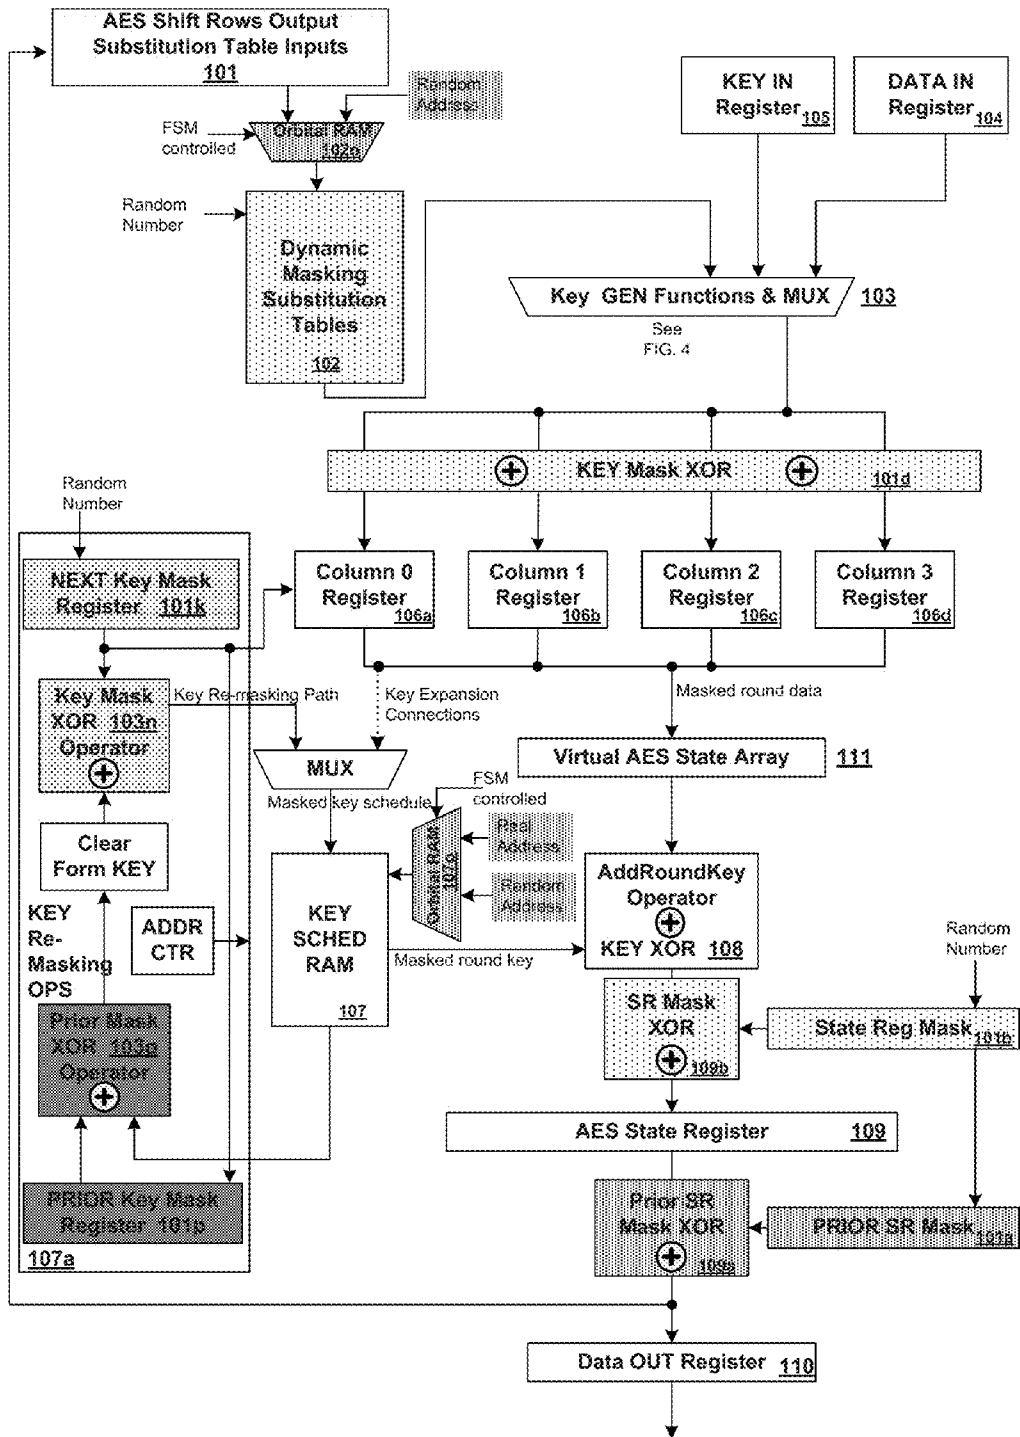 AES Shift Rows Output
Substitution Table Inputs
101
Random
Address
FSM
controlled
Orbital RAM
102o
Random
Number
Dynamic
Masking
Substitution
Tables
102
KEY IN
Register
105
DATA IN
Register
104
Key GEN Functions & MUX
103
See
FIG. 4
KEY Mask XOR
101d
Random
Number
NEXT Key Mask
Register 101k
Column 0
Register
106a
Column 1
Register
106b
Column 2
Register
106c
Column 3
Register
106d
Key Mask
XOR 103n
Operator
Key Re-masking Path
Key Expansion
Connections
Masked round data
MUX
Virtual AES State Array
111
Masked key schedule
FSM
controlled
Orbital RAM
107o
Real
Address
Random
Address
Clear
Form KEY
KEY
Re-
Masking
OPS
ADDR
CTR
KEY
SCHED
RAM
107
AddRoundKey
Operator
KEY XOR 108
Masked round key
Random
Number
SR Mask
XOR
109b
State Reg Mask
101b
Prior Mask
XOR 103p
Operator
AES State Register
109
PRIOR Key Mask
Register 101p
107a
Prior SR
Mask XOR
109a
PRIOR SR Mask
101a
Data OUT Register
110